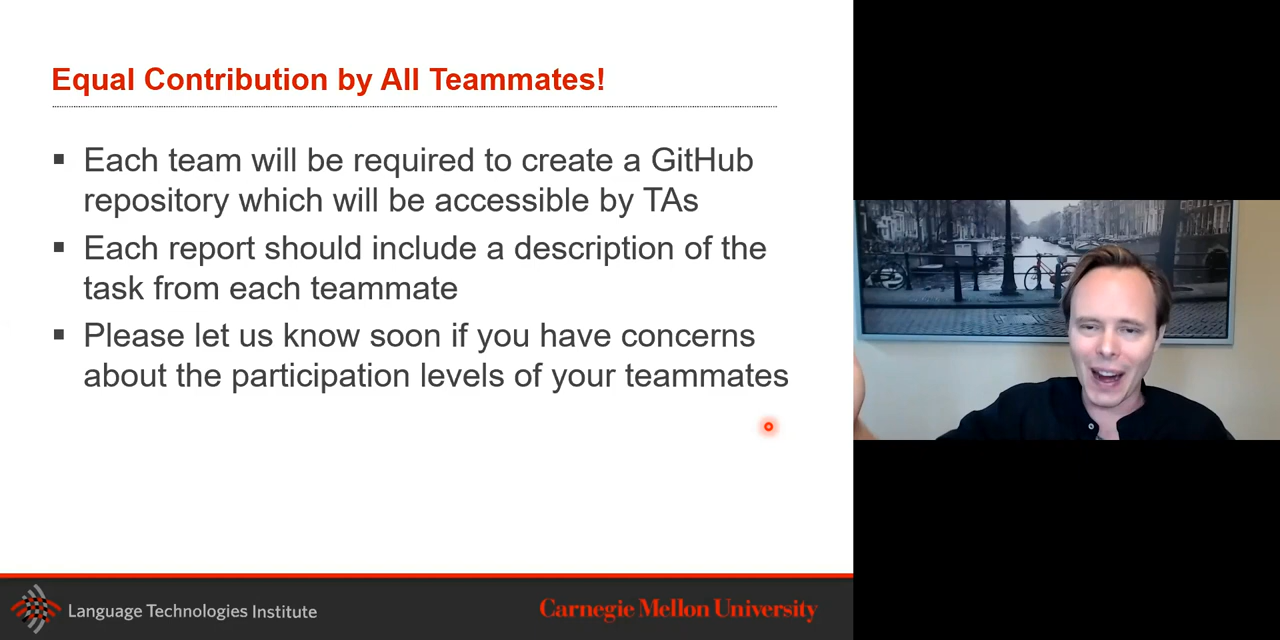 Equal Contribution by All Teammates!
▪ Each team will be required to create a GitHub
repository which will be accessible by TAs
▪ Each report should include a description of the
task from each teammate
▪ Please let us know soon if you have concerns
about the participation levels of your teammates
Language Technologies Institute
Carnegie Mellon University